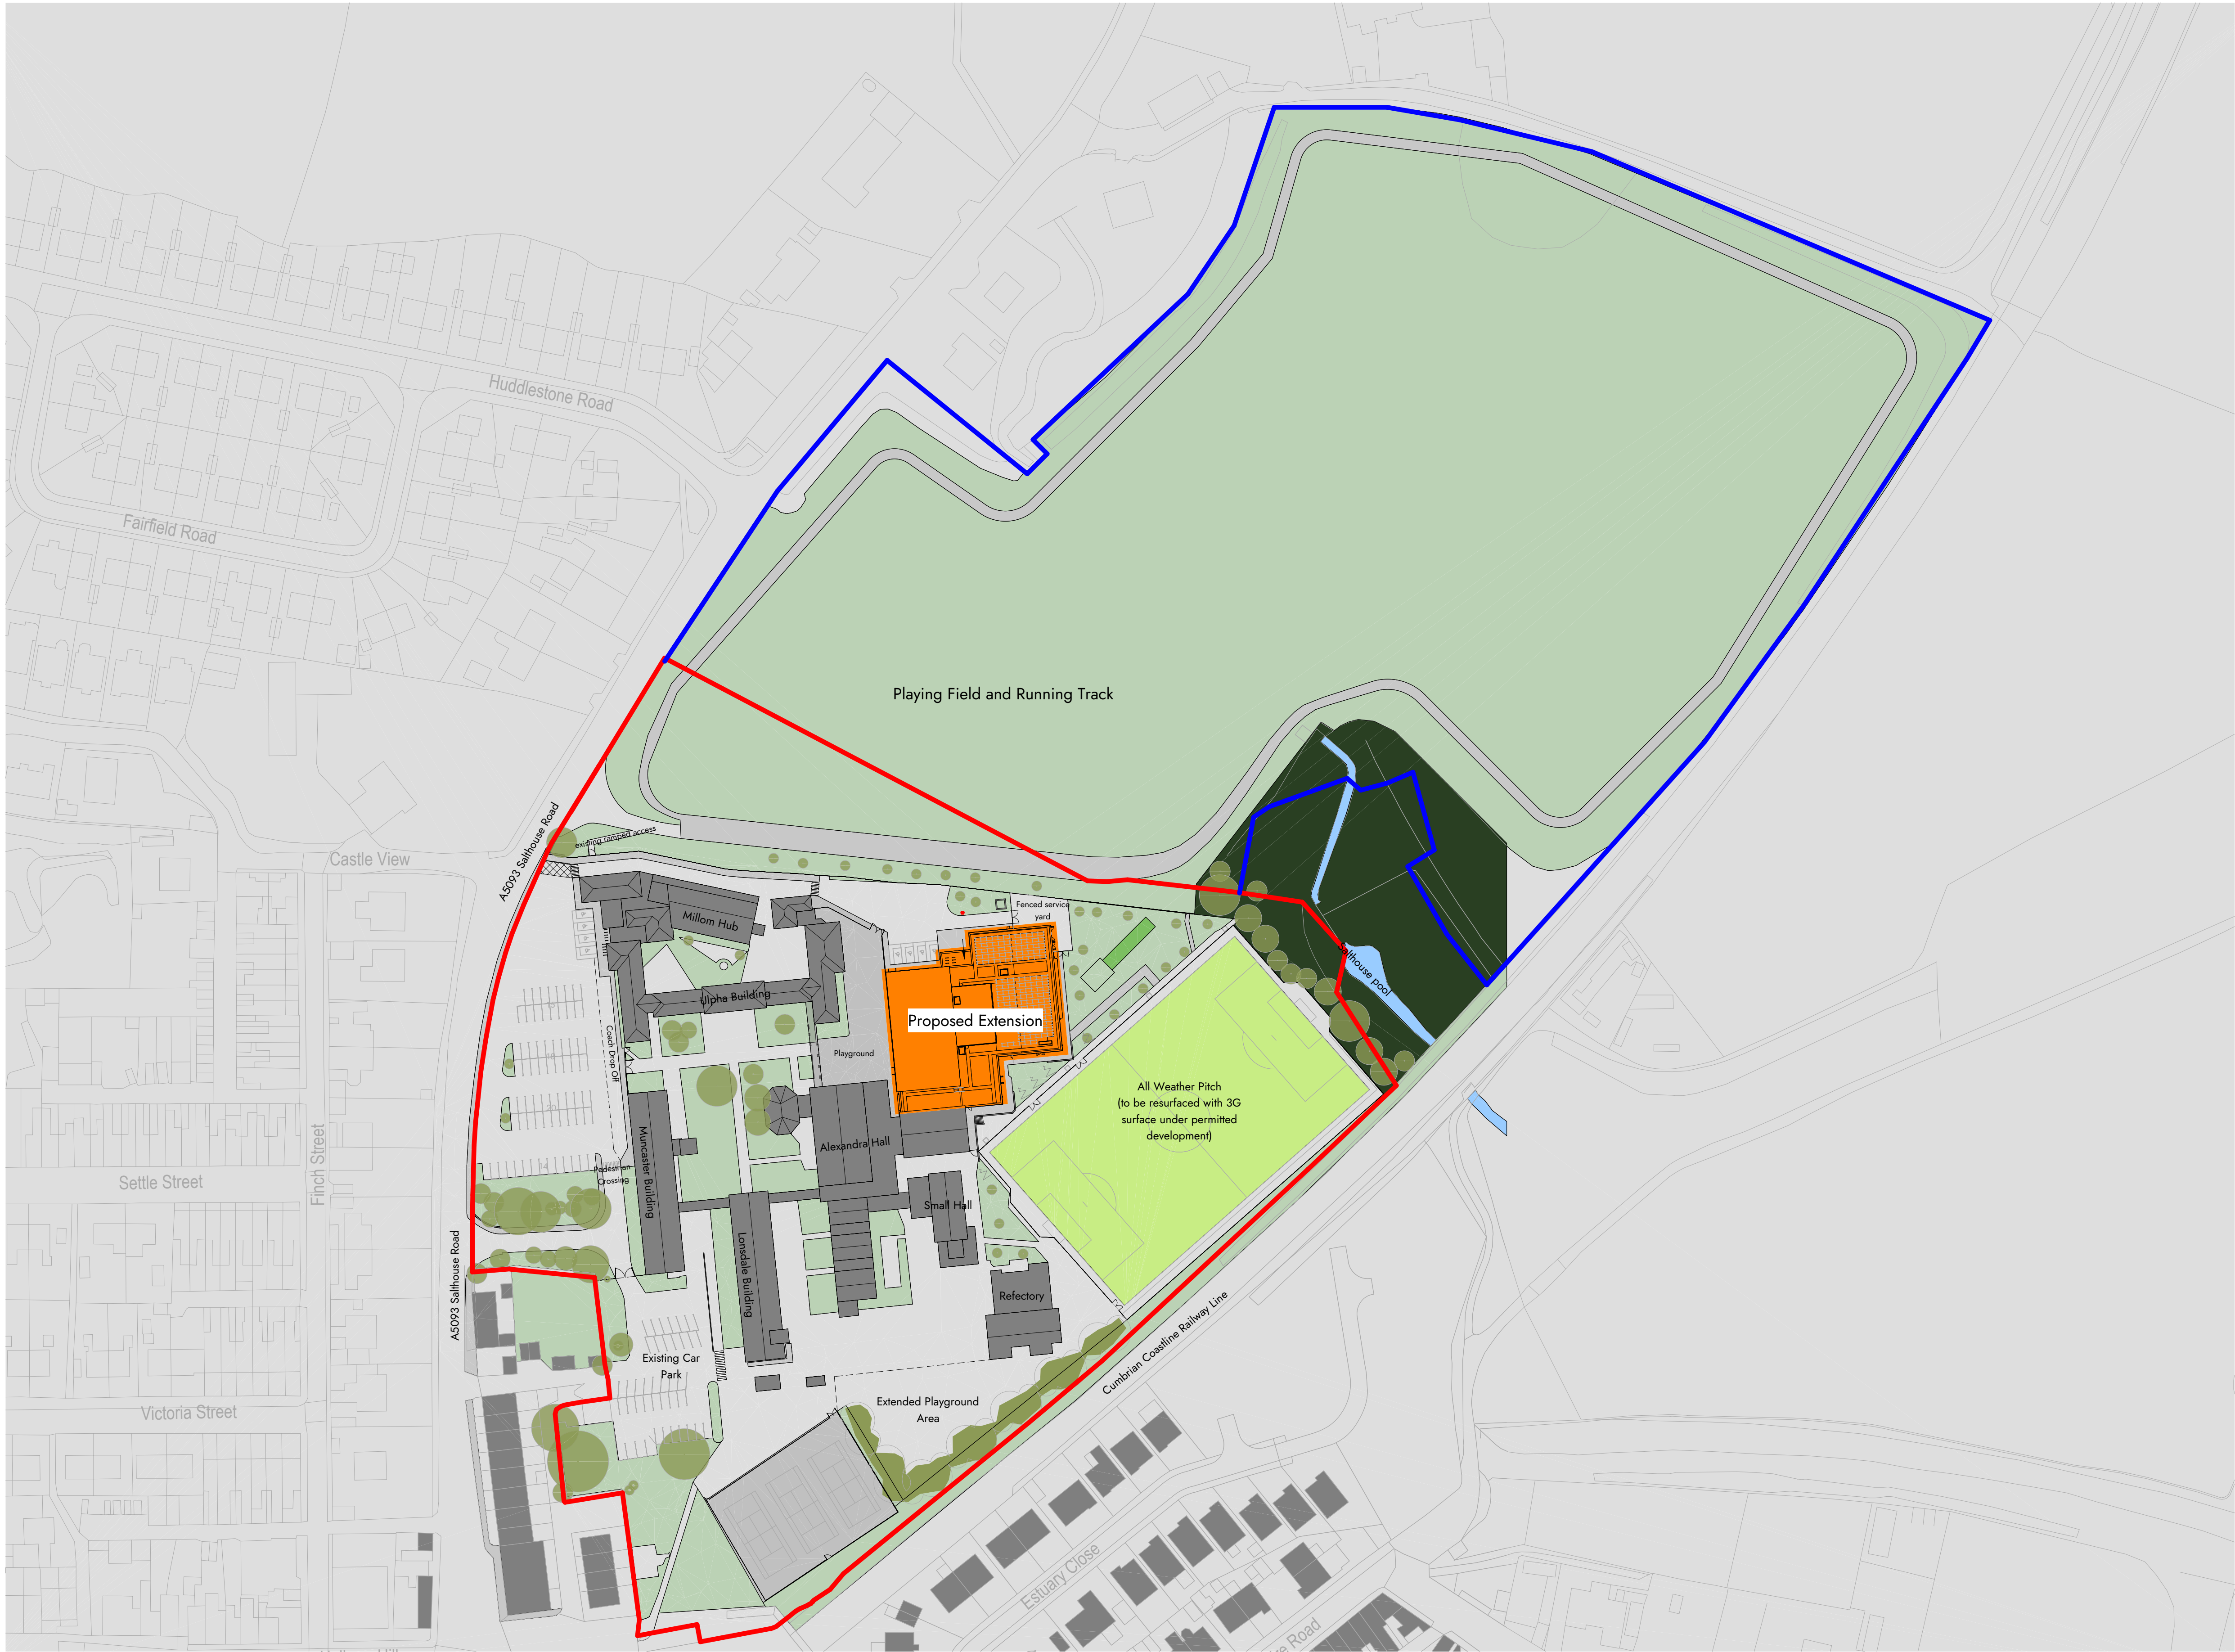 Huddlestone Road
Fairfield Road
Playing Field and Running Track
A5093 Salthouse Road
existing ramped access
Castle View
Millom Hub
Fenced service
yard
Salthouse pool
Ulpha Building
Proposed Extension
Coach Drop Off
Playground
All Weather Pitch
(to be resurfaced with 3G
surface under permitted
development)
Alexandra Hall
Muncaster Building
Pedestrian
Crossing
Finch Street
Settle Street
Small Hall
Lonsdale Building
A5093 Salthouse Road
Refectory
Cumbrian Coastline Railway Line
Existing Car
Park
Extended Playground
Area
Victoria Street
Estuary Close
Road